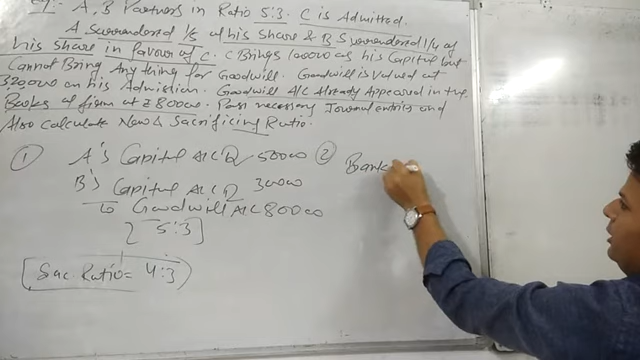 A, B Partners in Ratio 5:3. C is Admitted.
A Surrendered 1/5 of his Share & B Surrendered 1/4 of
his Share in favour of C. C Brings 100000 as his Capital but
Cannot Bring Any thing for Goodwill. Goodwill is Valued at
320000 on his Admission. Goodwill A/C Already Appeared in the
Books of firm at ₹ 80000. Pass necessary Journal entries and
Also Calculate New & Sacrificing Ratio.
① A's Capital A/C Dr 50000
B's Capital A/C Dr 30000
To Goodwill A/C 80000
[5:3]
Sac. Ratio = 4:3
② Bank